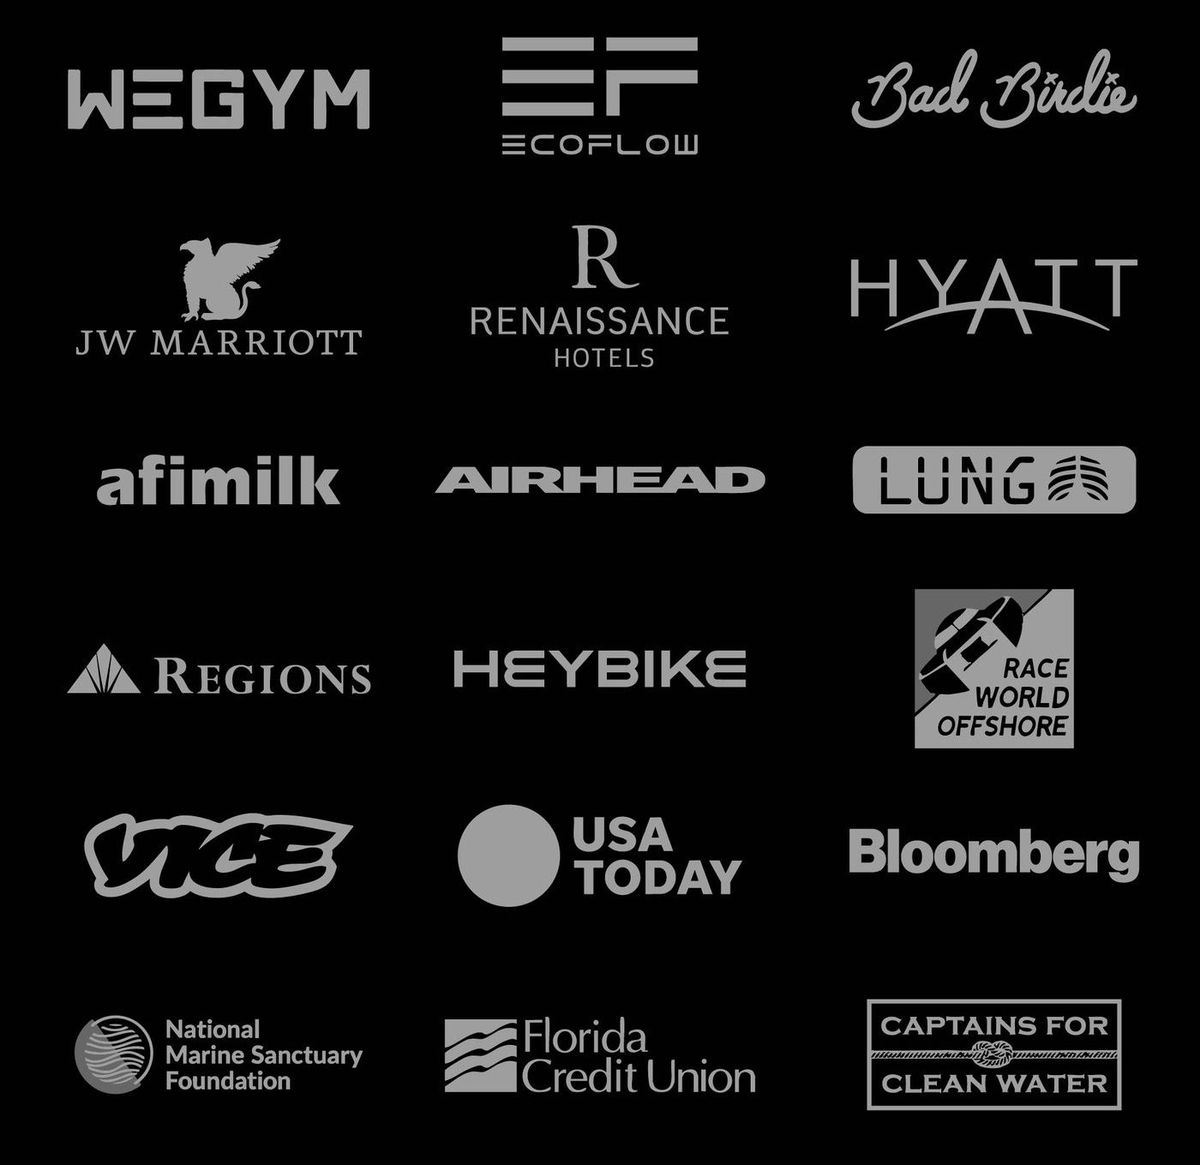 WEGYM
EF
ECOFLOW
Bad Birdie
JW MARRIOTT
R
RENAISSANCE
HOTELS
HYATT
afimilk
AIRHEAD
LUNG
REGIONS
HEYBIKE
RACE
WORLD
OFFSHORE
VICE
USA
TODAY
Bloomberg
National
Marine Sanctuary
Foundation
Florida
Credit Union
CAPTAINS FOR
CLEAN WATER